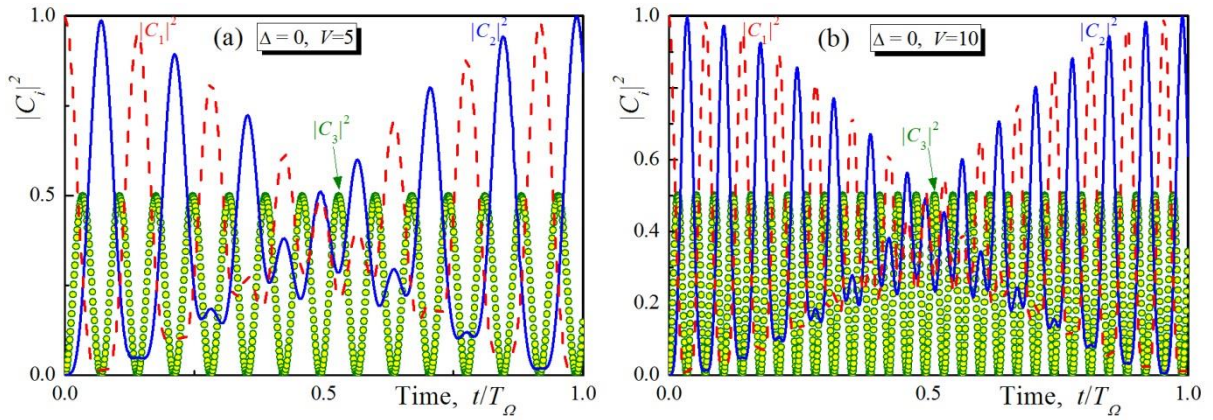 (a)
Δ = 0, V=5
|C₁|²
|C₂|²
|C₃|²
|Cᵢ|²
1.0
0.5
0.0
0.0
0.5
1.0
Time, t/T_Ω
(b)
Δ = 0, V=10
|C₁|²
|C₂|²
|C₃|²
|Cᵢ|²
1.0
0.8
0.6
0.4
0.2
0.0
0.0
0.5
1.0
Time, t/T_Ω